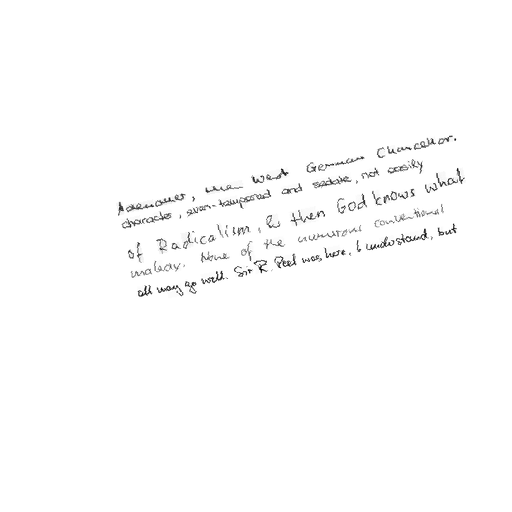 Adenauer, then West German Chancellor.
character, even-tempered and sedate, not easily
of Radicalism, & then God knows what
malady. None of the numerous conventional
all may go well. Sir R. Peel was here, I understand, but